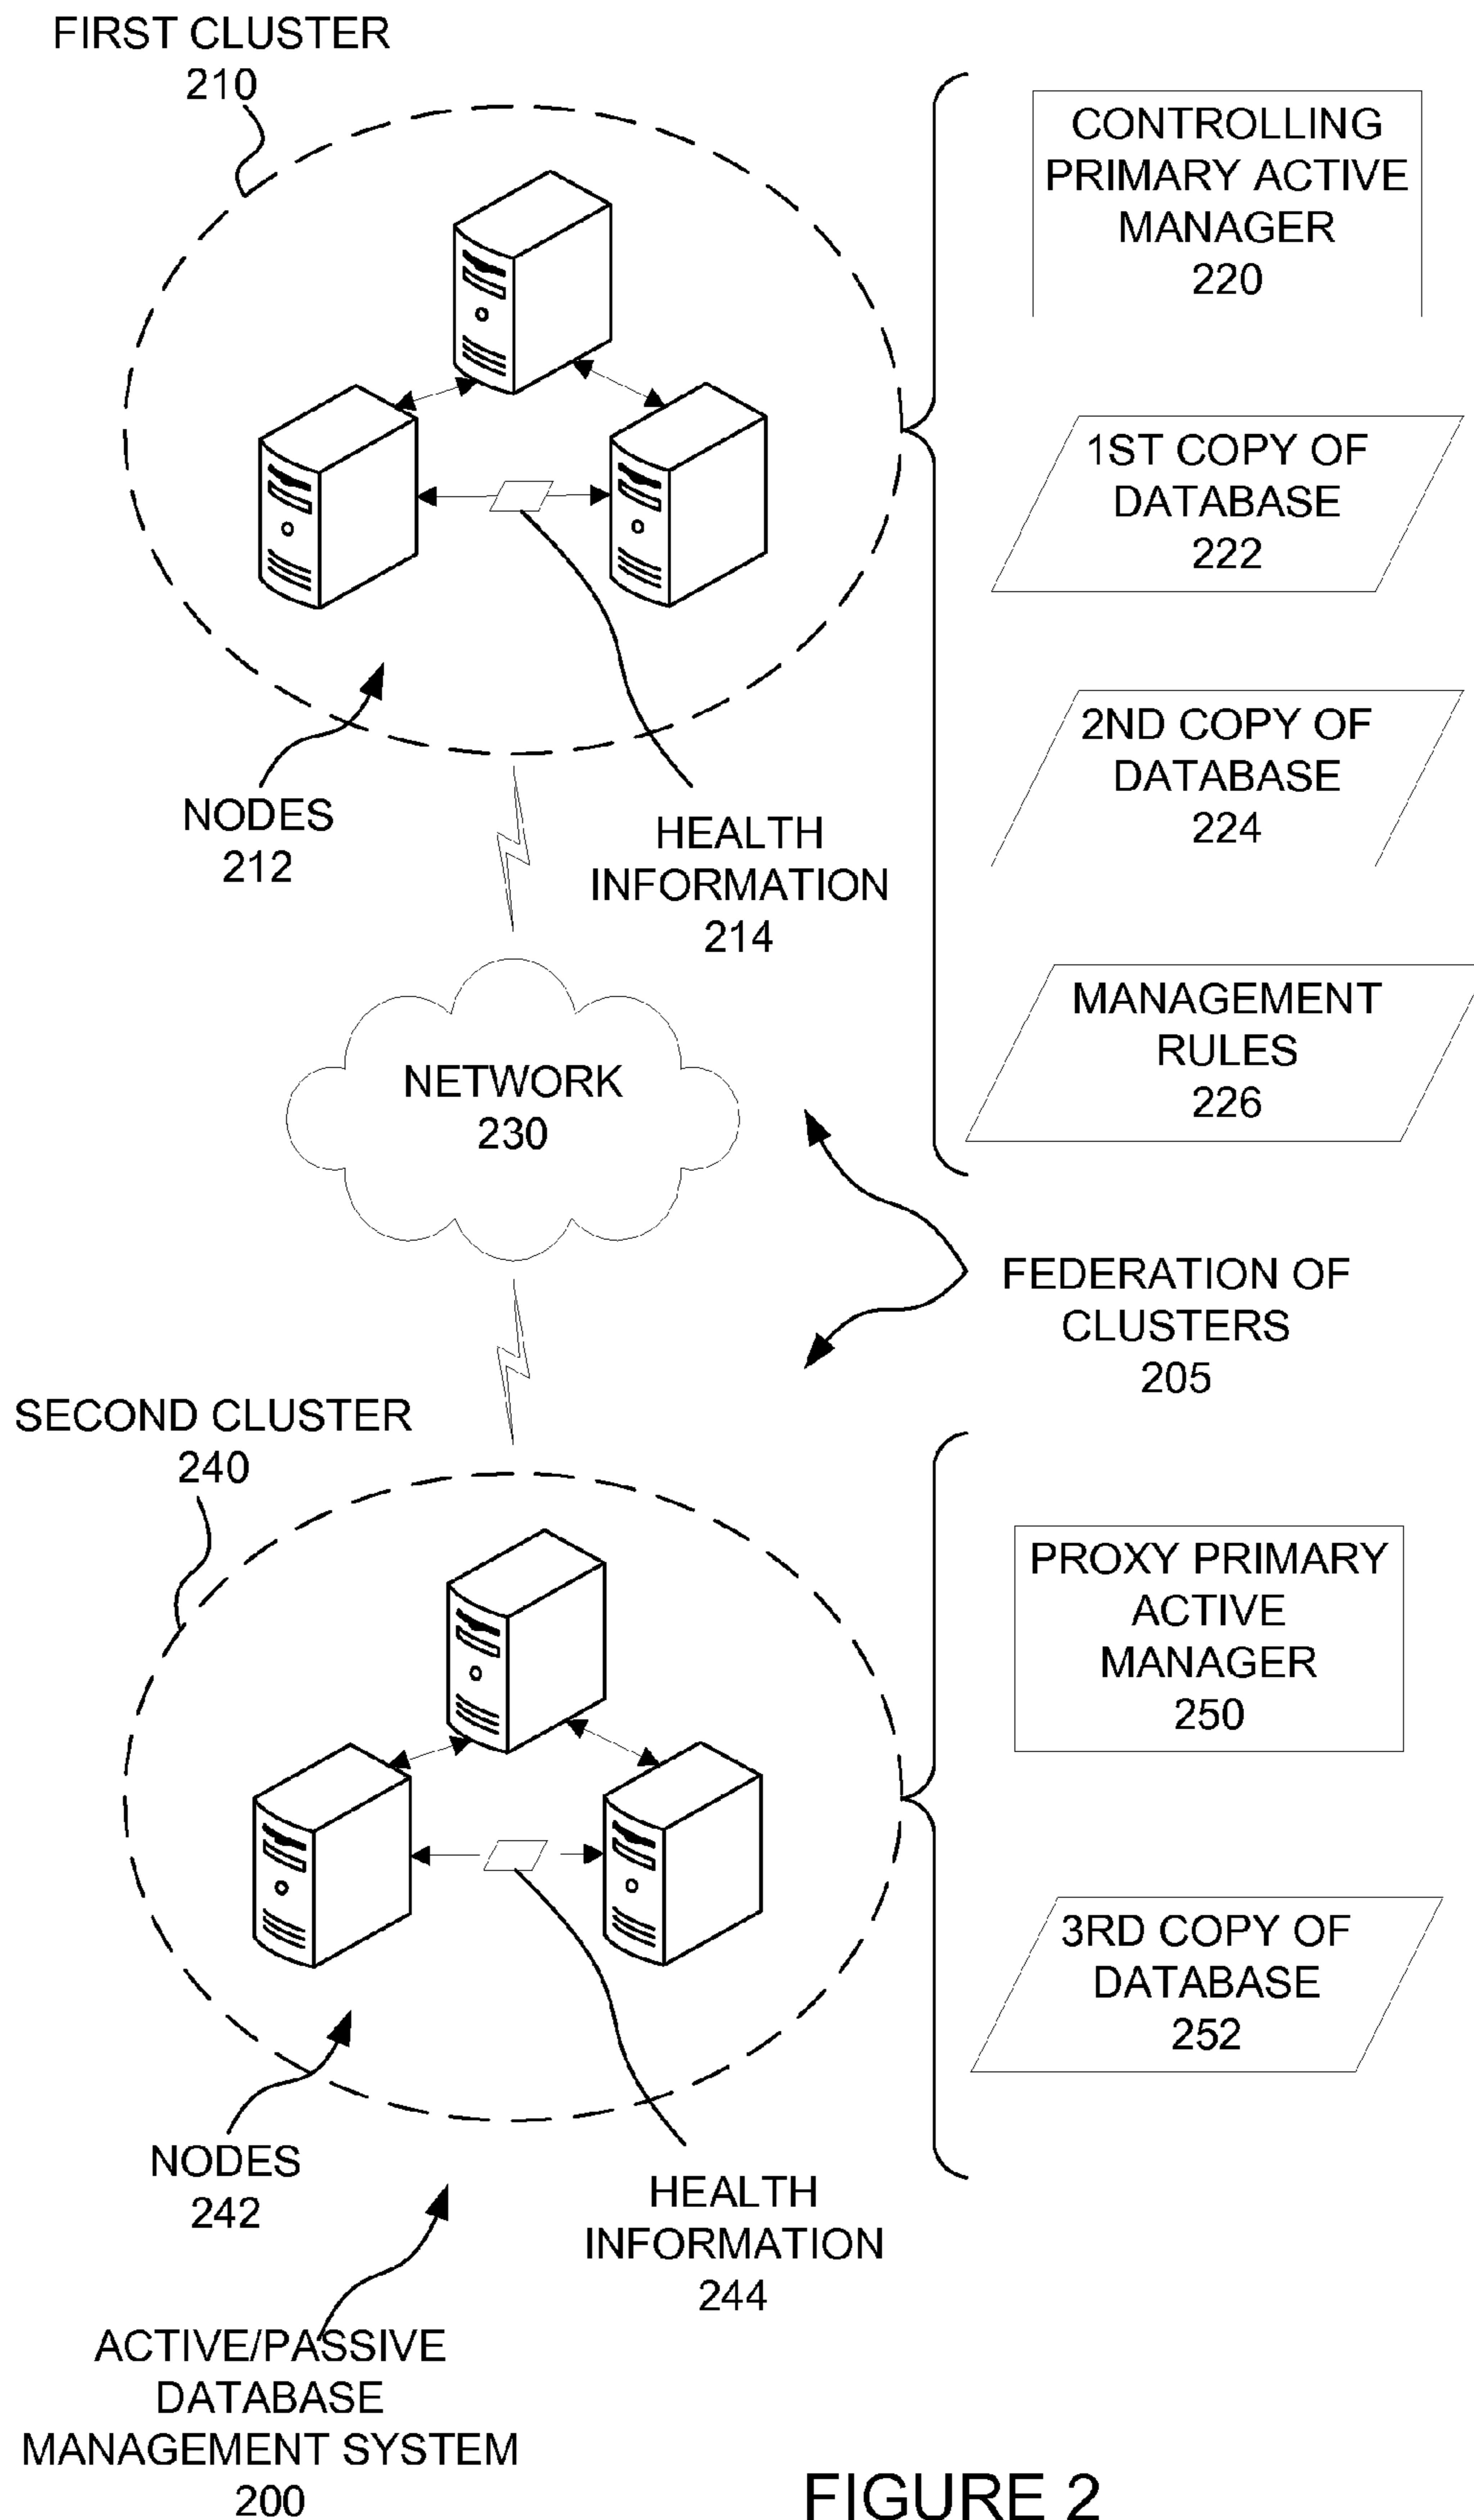 FIRST CLUSTER
210
CONTROLLING
PRIMARY ACTIVE
MANAGER
220
1ST COPY OF
DATABASE
222
2ND COPY OF
DATABASE
224
NODES
212
HEALTH
INFORMATION
214
MANAGEMENT
RULES
226
NETWORK
230
FEDERATION OF
CLUSTERS
205
SECOND CLUSTER
240
PROXY PRIMARY
ACTIVE
MANAGER
250
3RD COPY OF
DATABASE
252
NODES
242
HEALTH
INFORMATION
244
ACTIVE/PASSIVE
DATABASE
MANAGEMENT SYSTEM
200
FIGURE 2